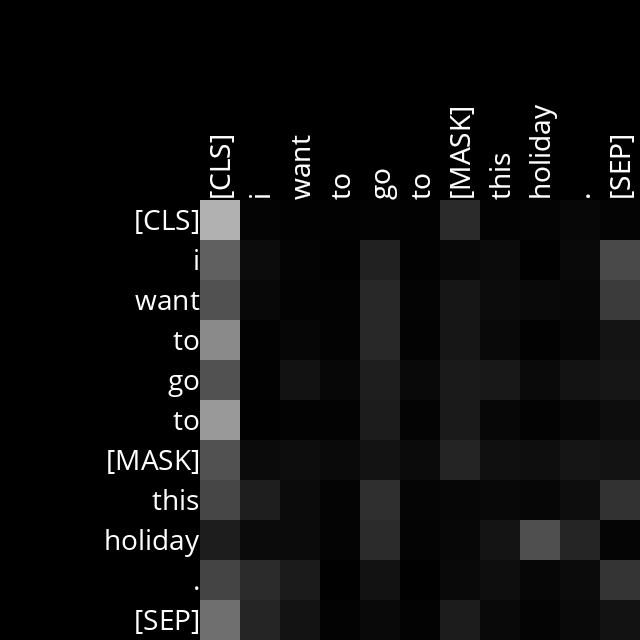 [CLS] i want to go to [MASK] this holiday . [SEP]
[CLS]
i
want
to
go
to
[MASK]
this
holiday
.
[SEP]